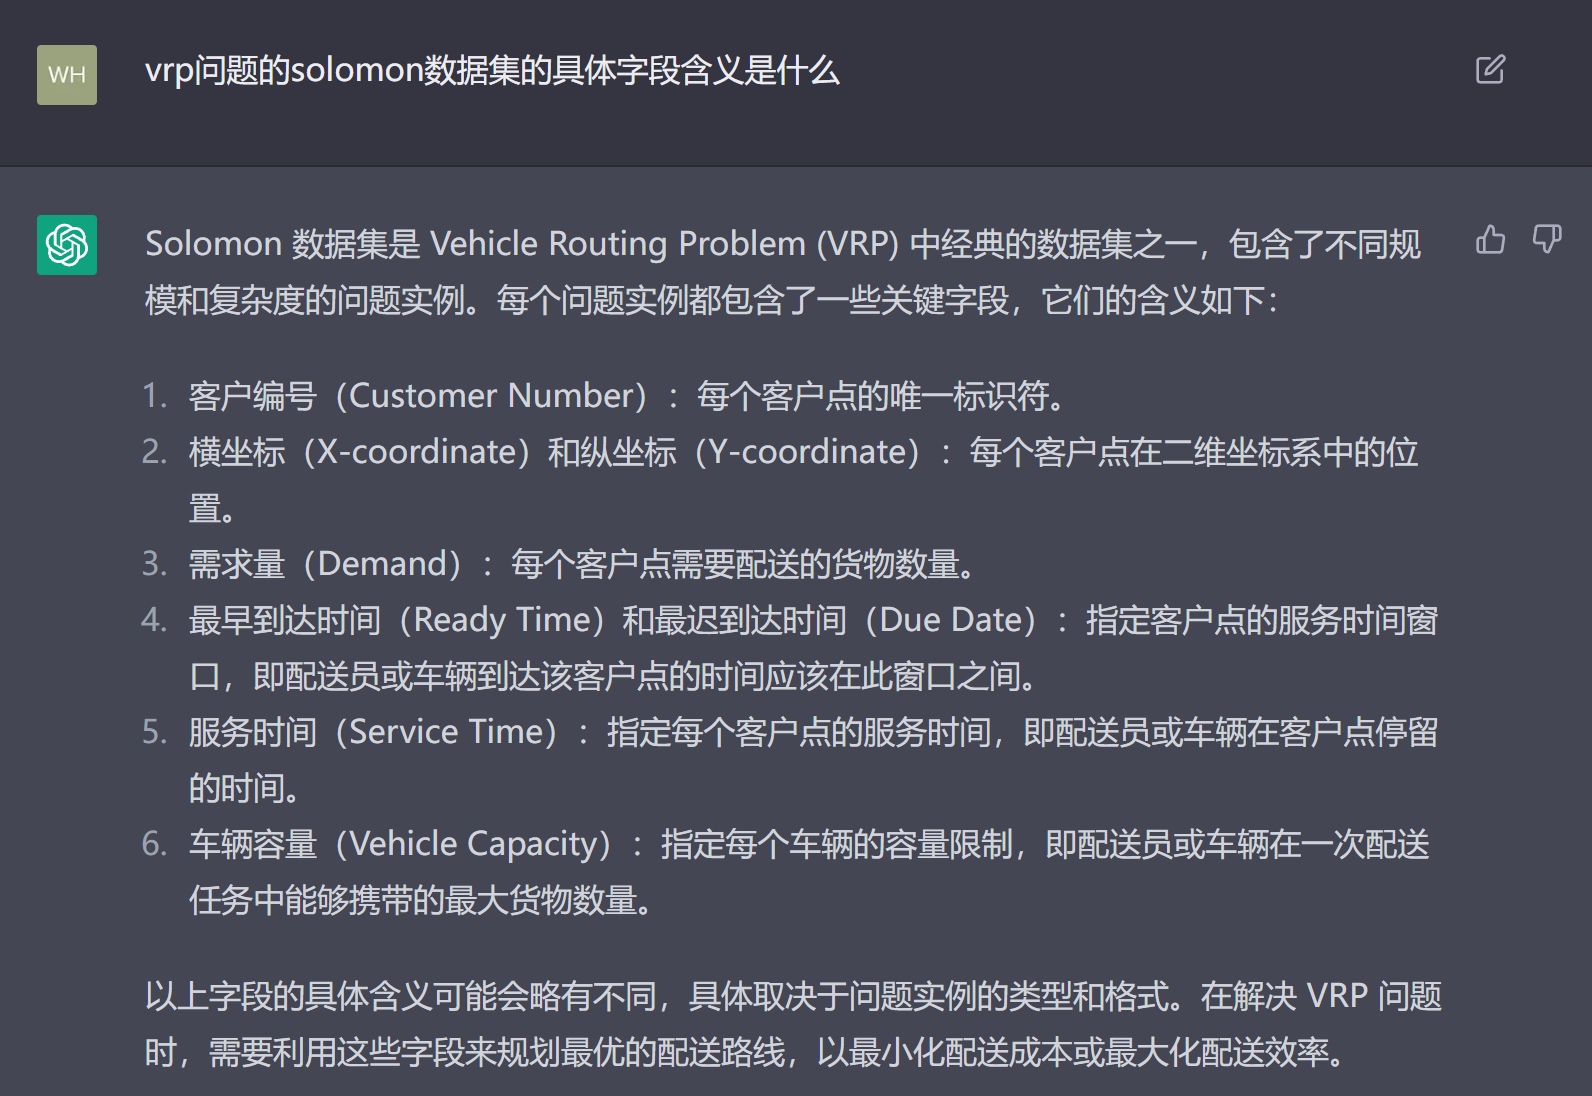 WH
vrp问题的solomon数据集的具体字段含义是什么
Solomon 数据集是 Vehicle Routing Problem (VRP) 中经典的数据集之一，包含了不同规
模和复杂度的问题实例。每个问题实例都包含了一些关键字段，它们的含义如下：
1. 客户编号（Customer Number）：每个客户点的唯一标识符。
2. 横坐标（X-coordinate）和纵坐标（Y-coordinate）：每个客户点在二维坐标系中的位
置。
3. 需求量（Demand）：每个客户点需要配送的货物数量。
4. 最早到达时间（Ready Time）和最迟到达时间（Due Date）：指定客户点的服务时间窗
口，即配送员或车辆到达该客户点的时间应该在此窗口之间。
5. 服务时间（Service Time）：指定每个客户点的服务时间，即配送员或车辆在客户点停留
的时间。
6. 车辆容量（Vehicle Capacity）：指定每个车辆的容量限制，即配送员或车辆在一次配送
任务中能够携带的最大货物数量。
以上字段的具体含义可能会略有不同，具体取决于问题实例的类型和格式。在解决 VRP 问题
时，需要利用这些字段来规划最优的配送路线，以最小化配送成本或最大化配送效率。